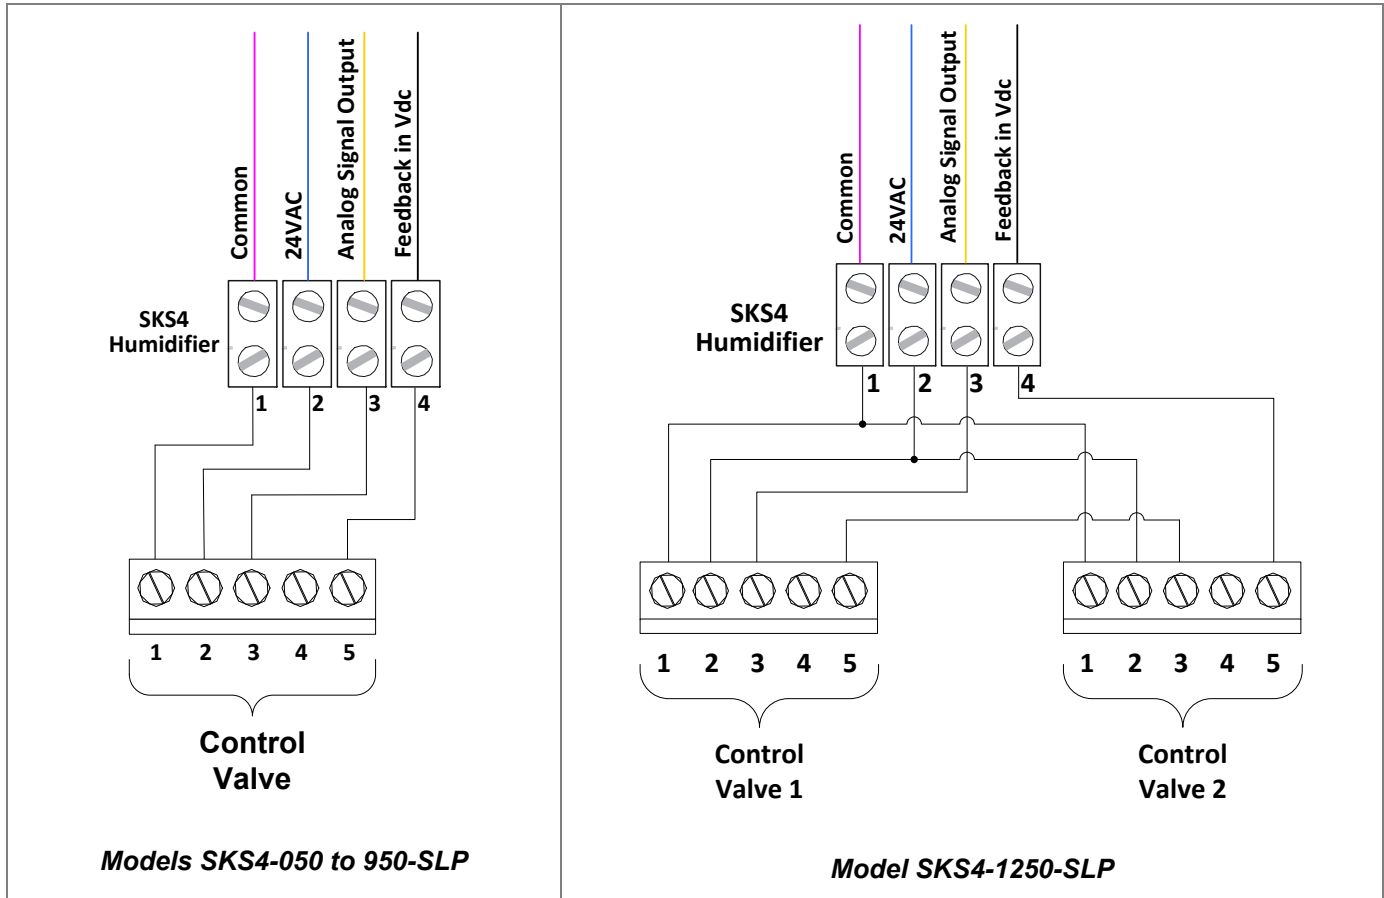 Common
24VAC
Analog Signal Output
Feedback in Vdc
SKS4
Humidifier
1 2 3 4
1 2 3 4 5
Control
Valve
Models SKS4-050 to 950-SLP
Common
24VAC
Analog Signal Output
Feedback in Vdc
SKS4
Humidifier
1 2 3 4
1 2 3 4 5
Control
Valve 1
1 2 3 4 5
Control
Valve 2
Model SKS4-1250-SLP